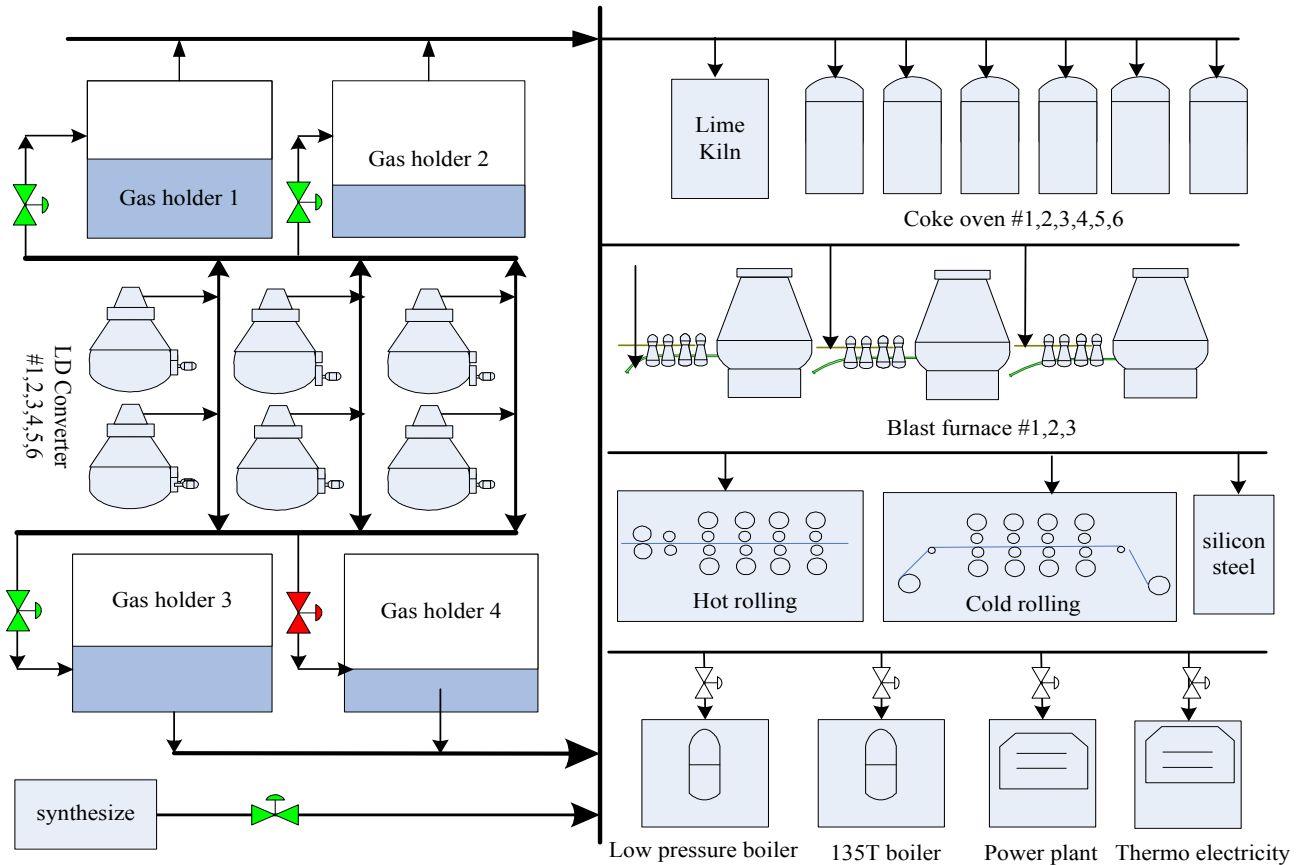 Gas holder 1
Gas holder 2
Lime
Kiln
Coke oven #1,2,3,4,5,6
LD Converter
#1,2,3,4,5,6
Blast furnace #1,2,3
Hot rolling
Cold rolling
silicon
steel
Gas holder 3
Gas holder 4
synthesize
Low pressure boiler
135T boiler
Power plant
Thermo electricity